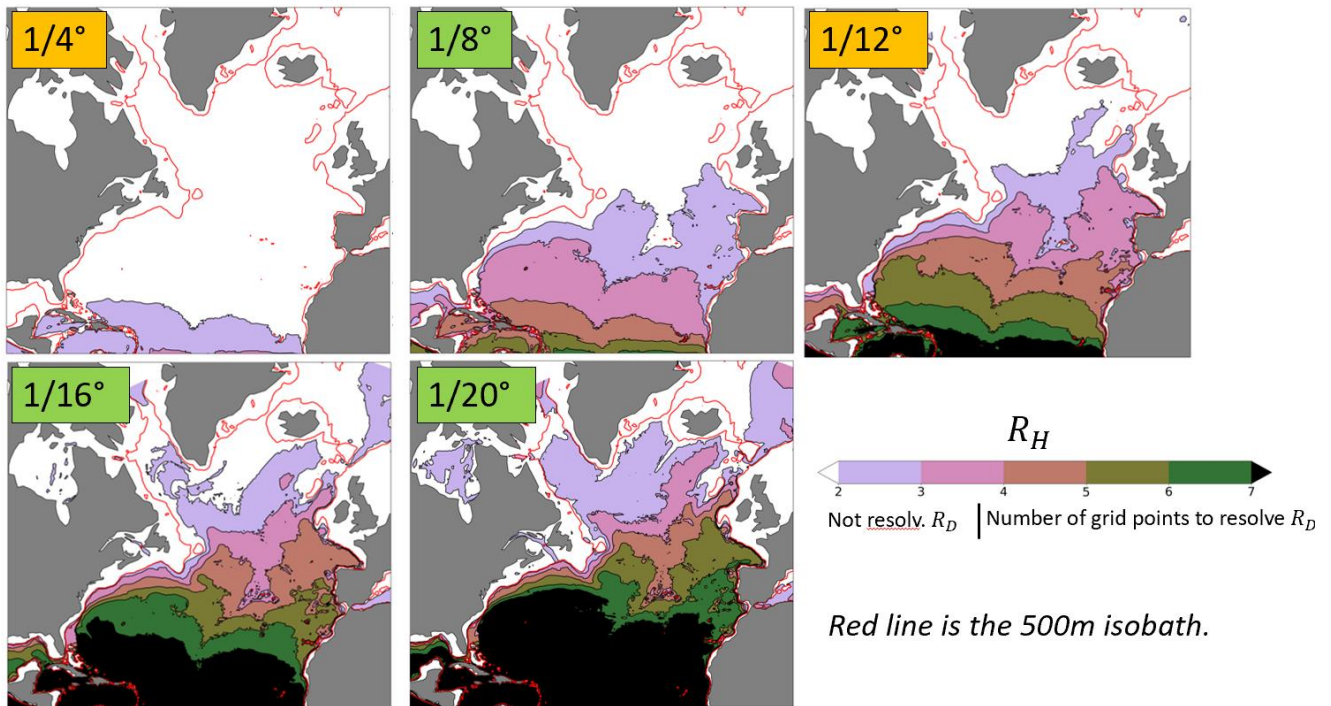 1/4°
1/8°
1/12°
1/16°
1/20°
R_H
2 3 4 5 6 7
Not resolv. R_D | Number of grid points to resolve R_D
Red line is the 500m isobath.